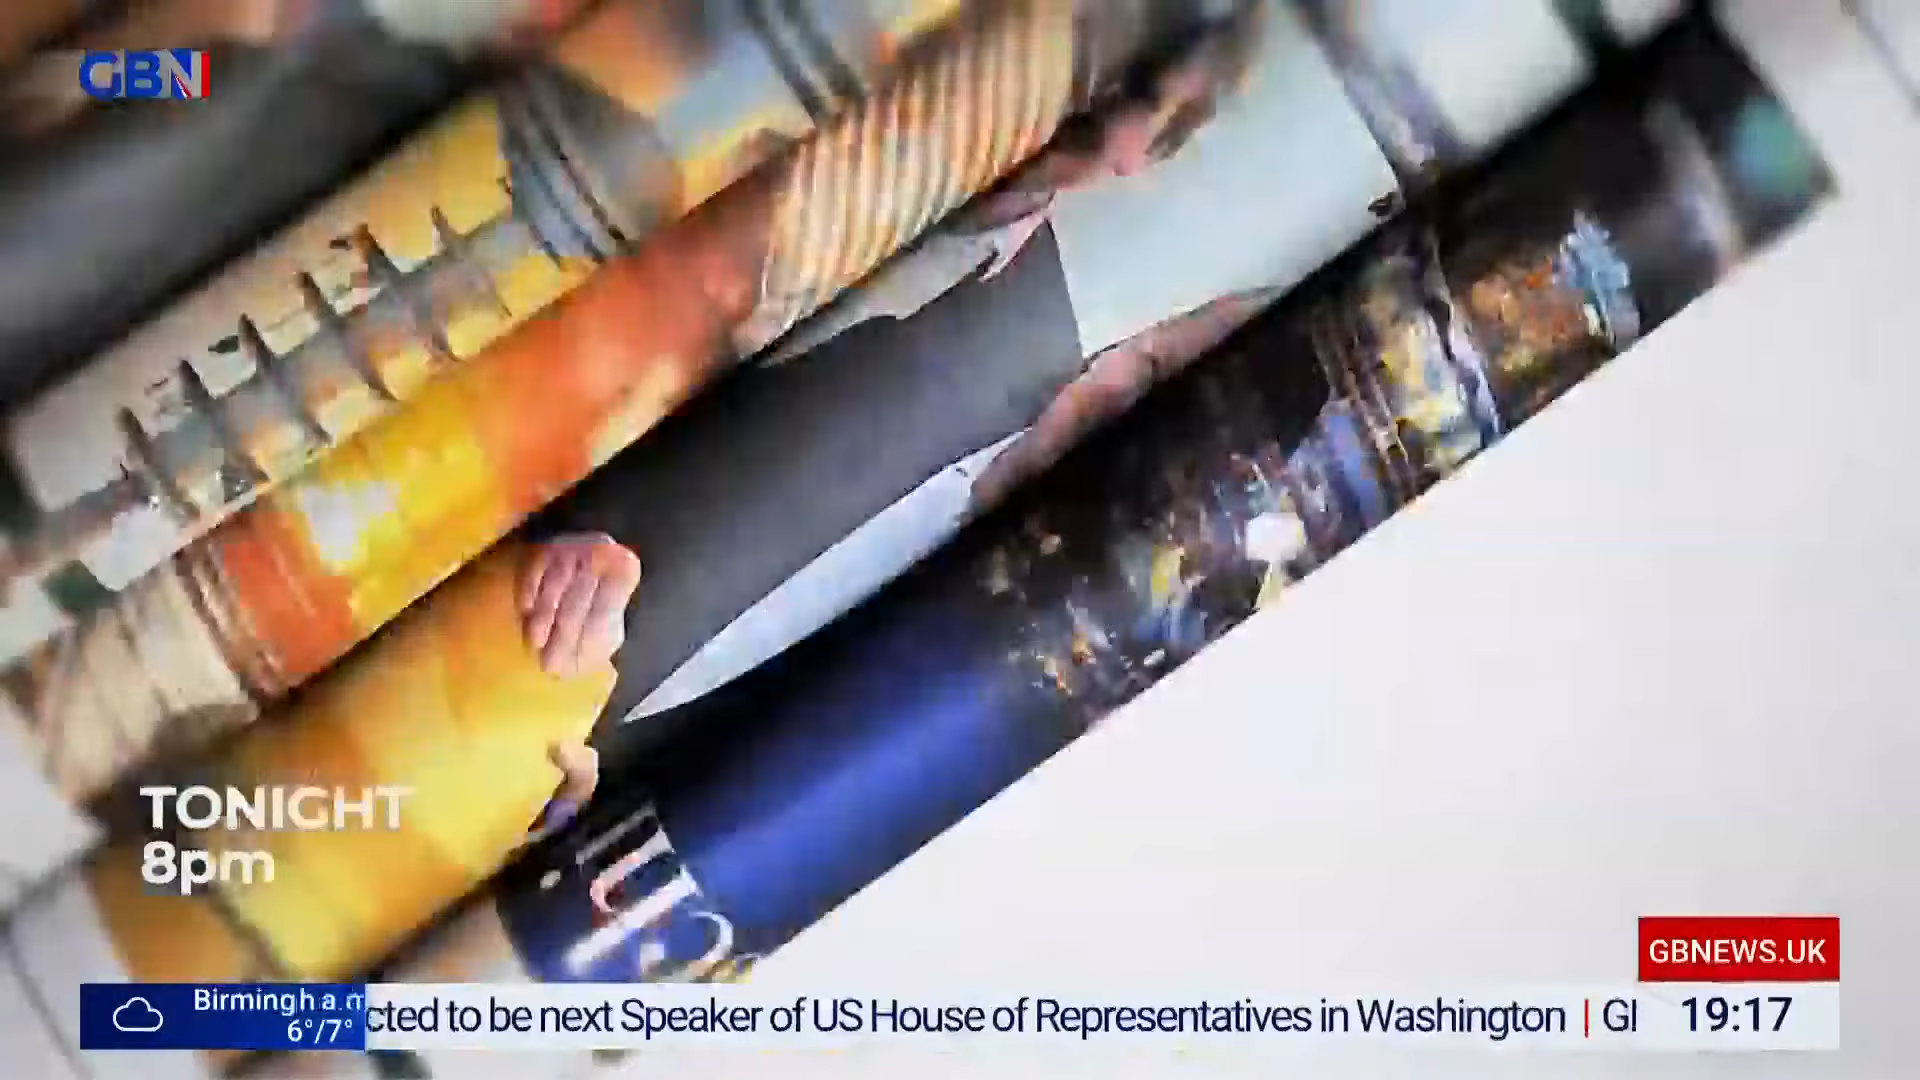 GBN
TONIGHT
8pm
GBNEWS.UK
Birmingham
6°/7°
cted to be next Speaker of US House of Representatives in Washington | GI
19:17